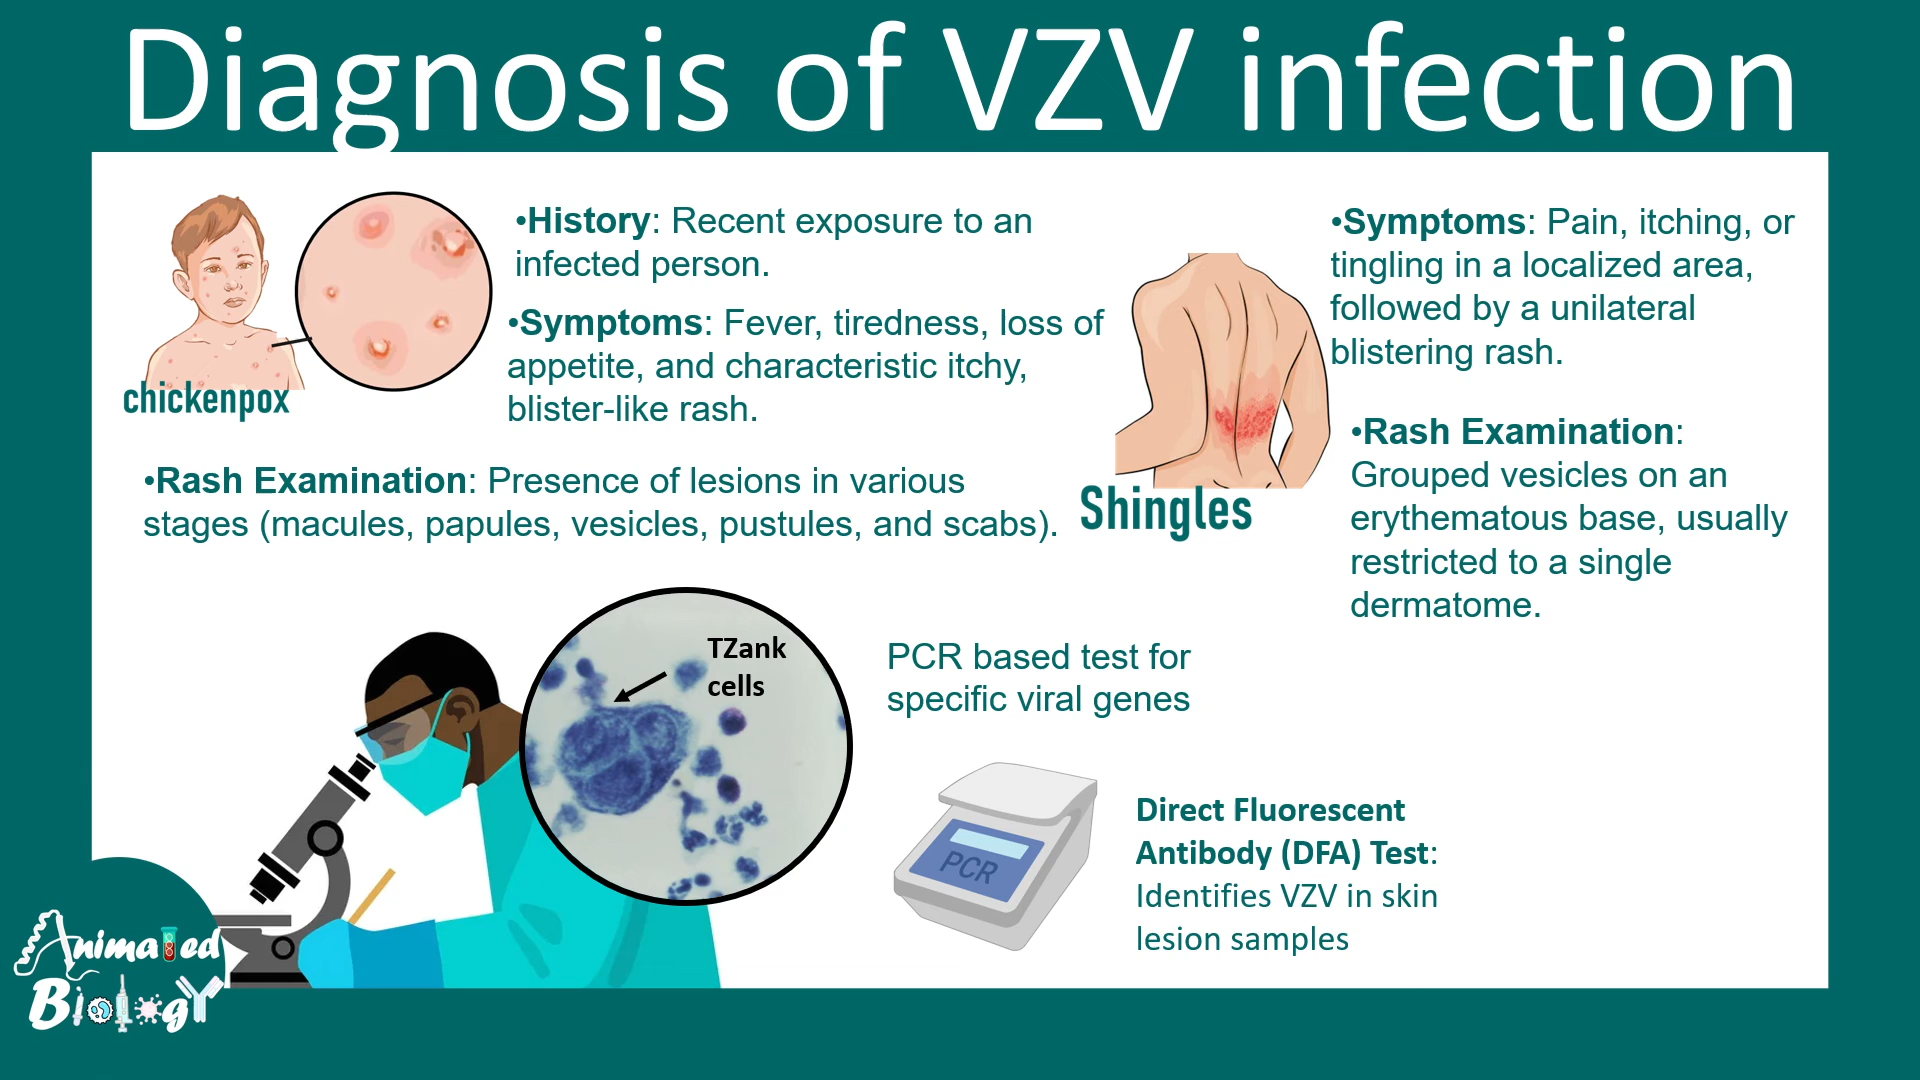 Diagnosis of VZV infection
•History: Recent exposure to an
infected person.
•Symptoms: Fever, tiredness, loss of
appetite, and characteristic itchy,
blister-like rash.
chickenpox
•Rash Examination: Presence of lesions in various
stages (macules, papules, vesicles, pustules, and scabs).
•Symptoms: Pain, itching, or
tingling in a localized area,
followed by a unilateral
blistering rash.
Shingles
•Rash Examination:
Grouped vesicles on an
erythematous base, usually
restricted to a single
dermatome.
TZank
cells
PCR based test for
specific viral genes
PCR
Direct Fluorescent
Antibody (DFA) Test:
Identifies VZV in skin
lesion samples
Animated
Biology